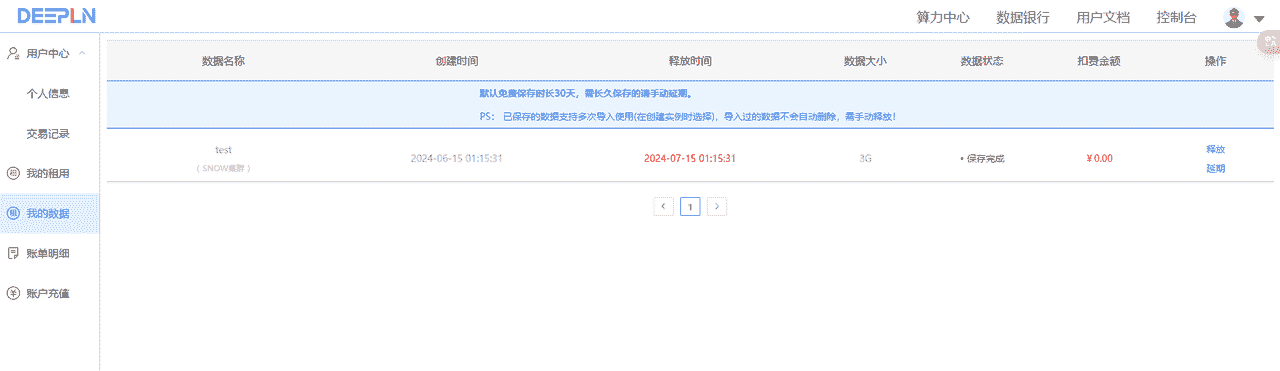 DEEPLN
算力中心 数据银行 用户文档 控制台
用户中心
个人信息
交易记录
我的租用
我的数据
账单明细
账户充值
数据名称 创建时间 释放时间 数据大小 数据状态 扣费金额 操作
默认免费保存时长30天，需长久保存的请手动延期。
PS： 已保存的数据支持多次导入使用(在创建实例时选择)，导入过的数据不会自动删除，需手动释放！
test 2024-06-15 01:15:31 2024-07-15 01:15:31 3G • 保存完成 ￥0.00 释放
（SNOW集群） 延期
< 1 >